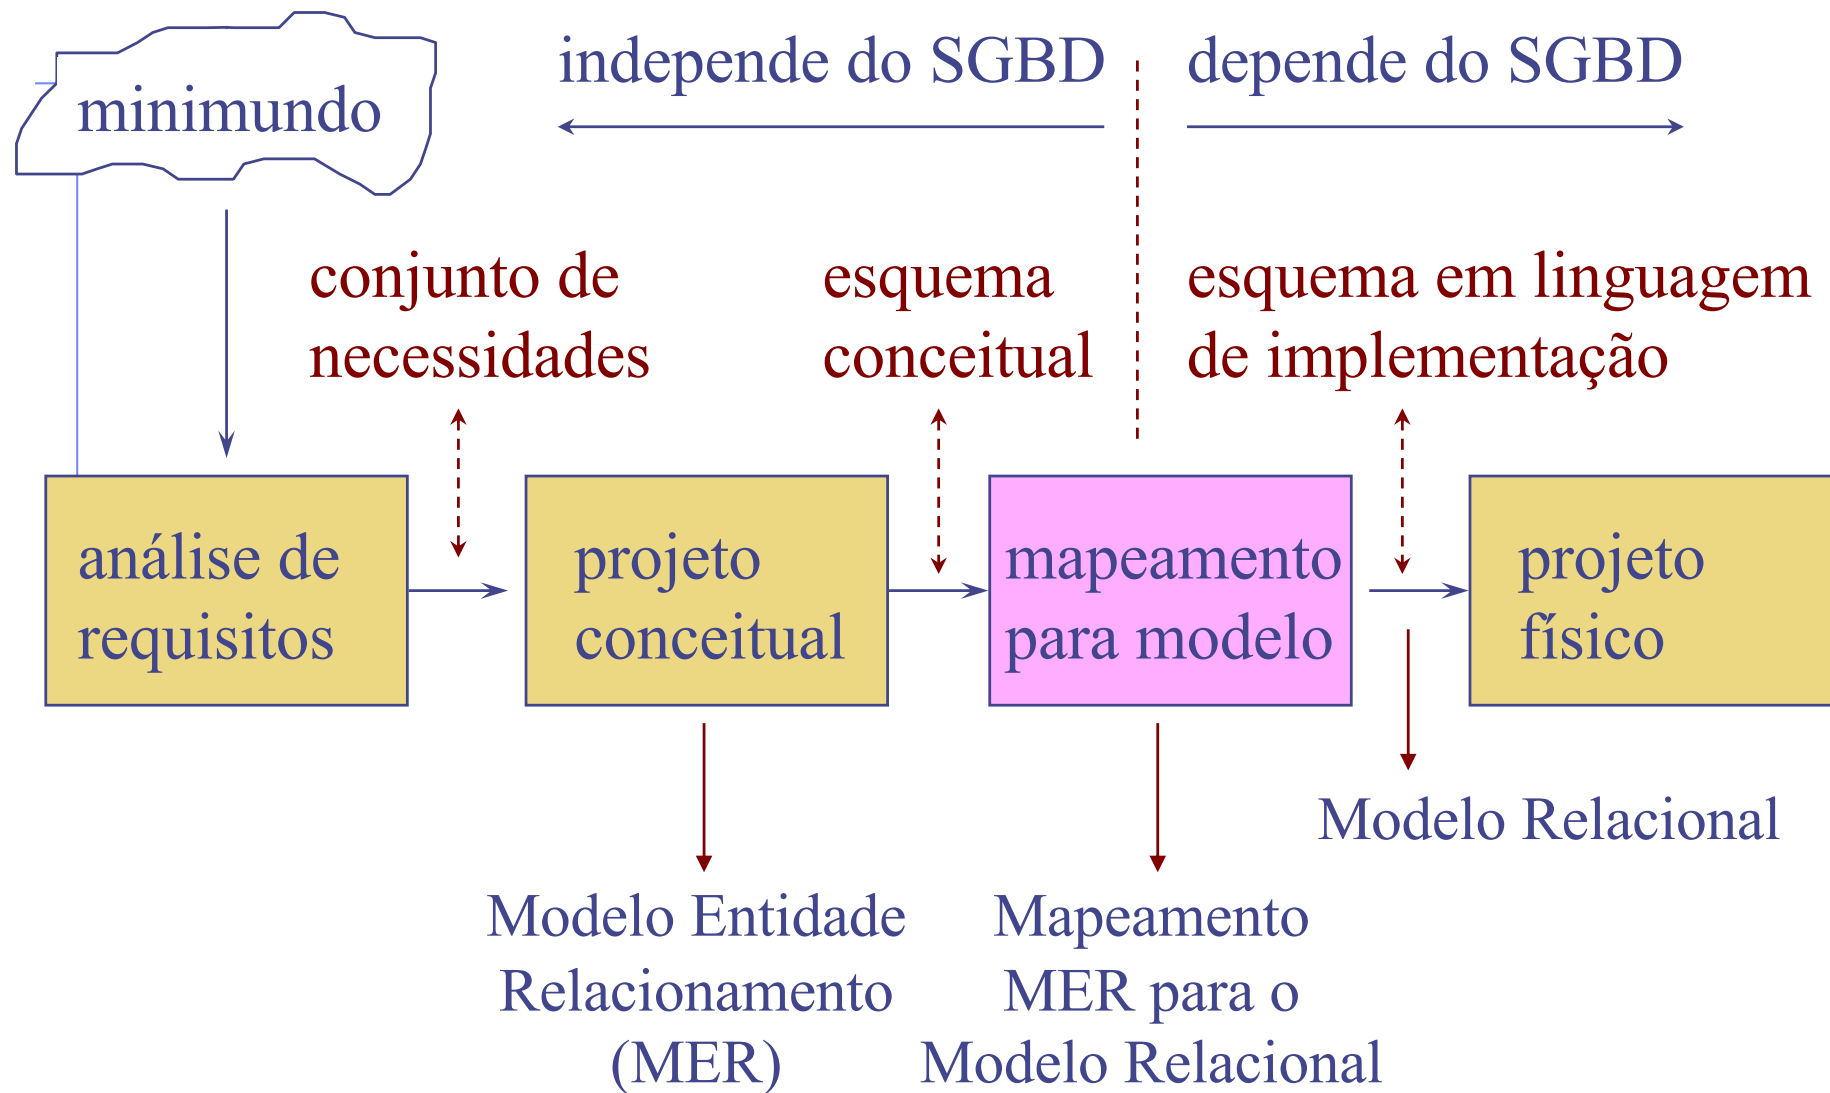 minimundo
independe do SGBD
depende do SGBD
conjunto de
necessidades
esquema
conceitual
esquema em linguagem
de implementação
análise de
requisitos
projeto
conceitual
mapeamento
para modelo
projeto
físico
Modelo Relacional
Modelo Entidade
Relacionamento
(MER)
Mapeamento
MER para o
Modelo Relacional